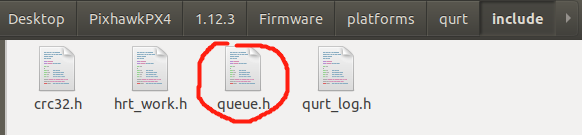 Desktop PixhawkPX4 1.12.3 Firmware platforms qurt include
crc32.h hrt_work.h queue.h qurt_log.h